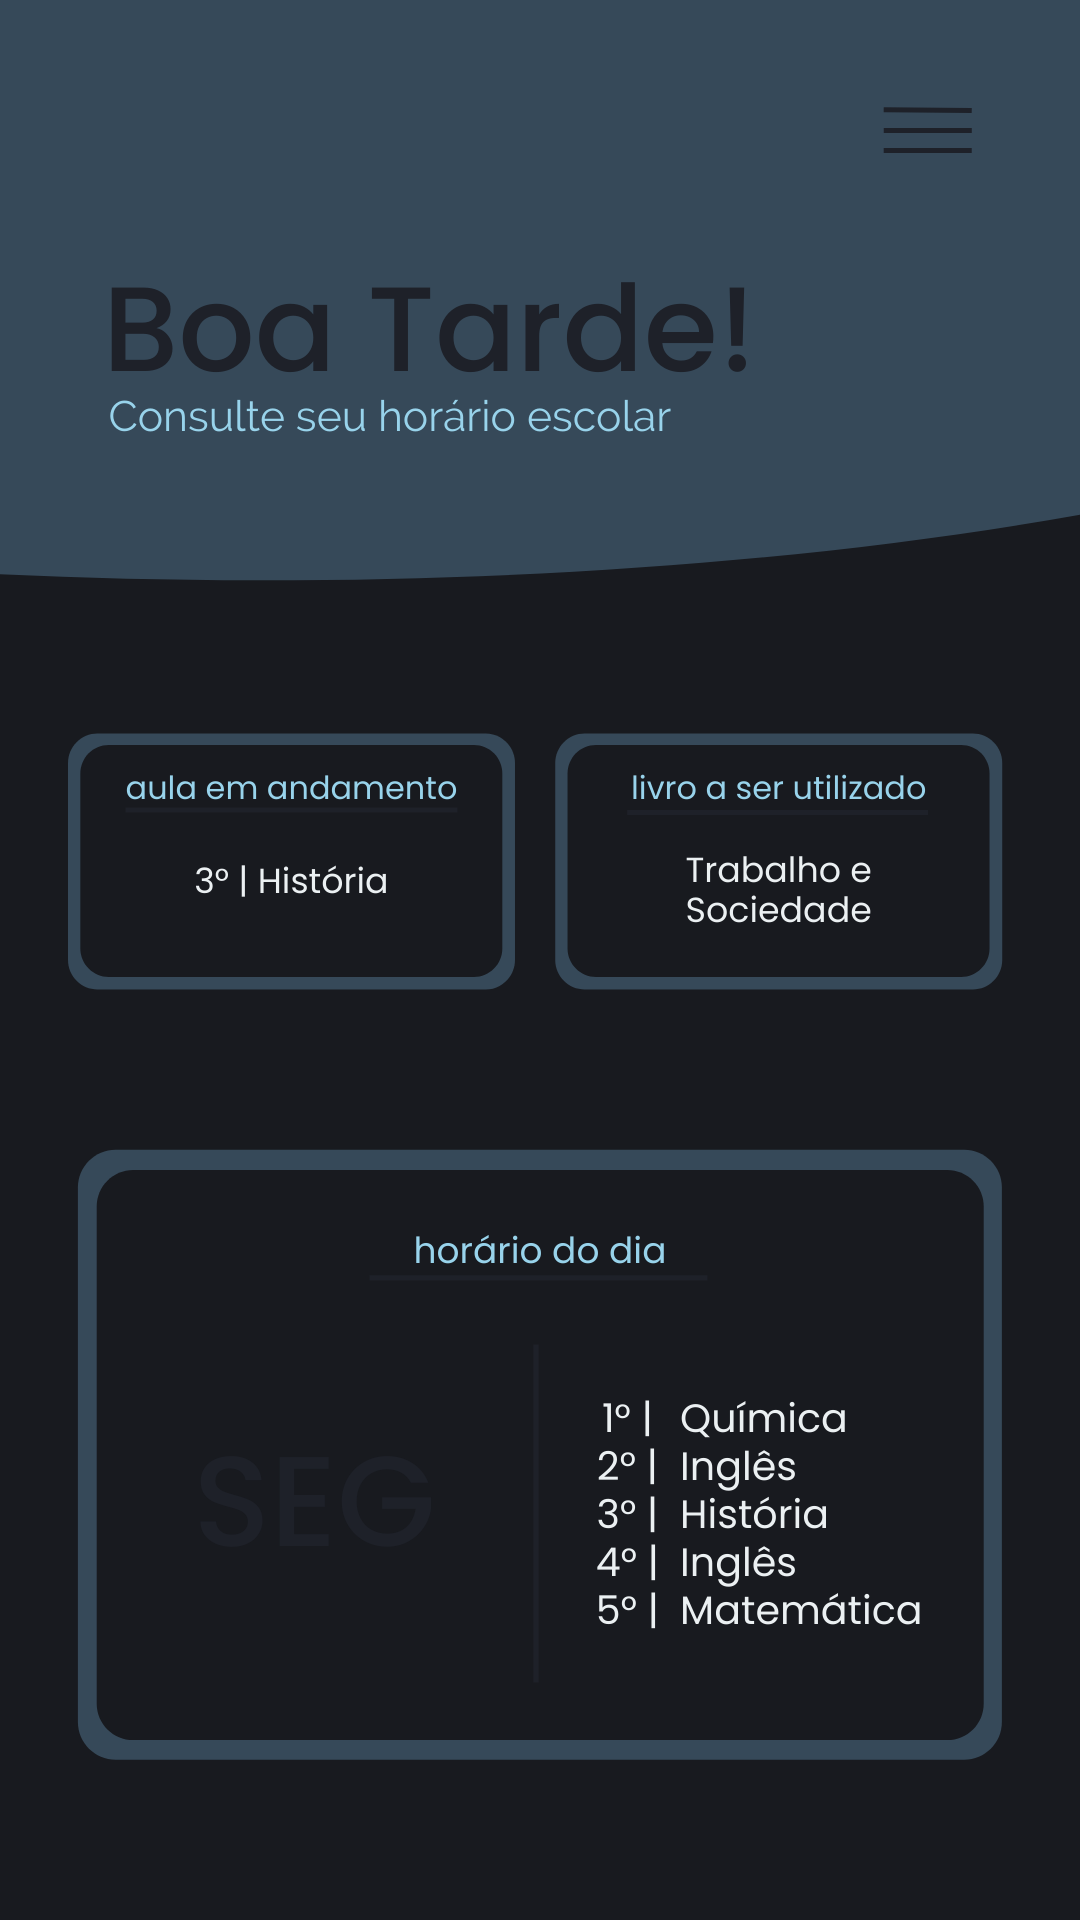 Boa Tarde!
Consulte seu horário escolar
aula em andamento
3º | História
livro a ser utilizado
Trabalho e
Sociedade
horário do dia
SEG
1º | Química
2º | Inglês
3º | História
4º | Inglês
5º | Matemática